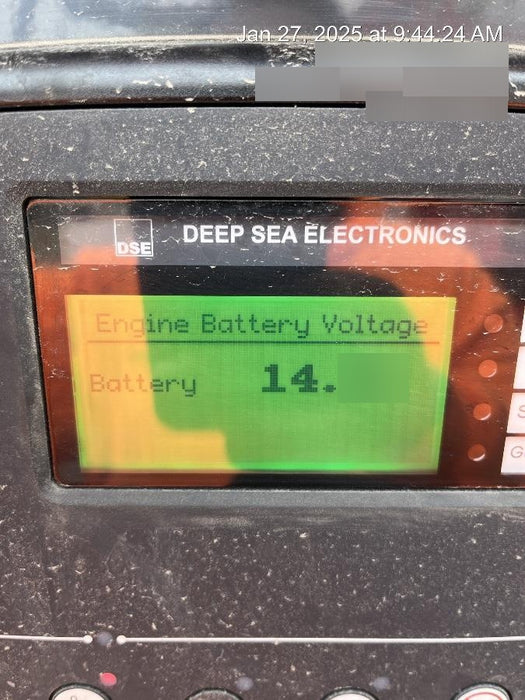 Jan 27, 2025 at 9:44:24 AM
DSE
DEEP SEA ELECTRONICS
Engine Battery Voltage
Battery 14.